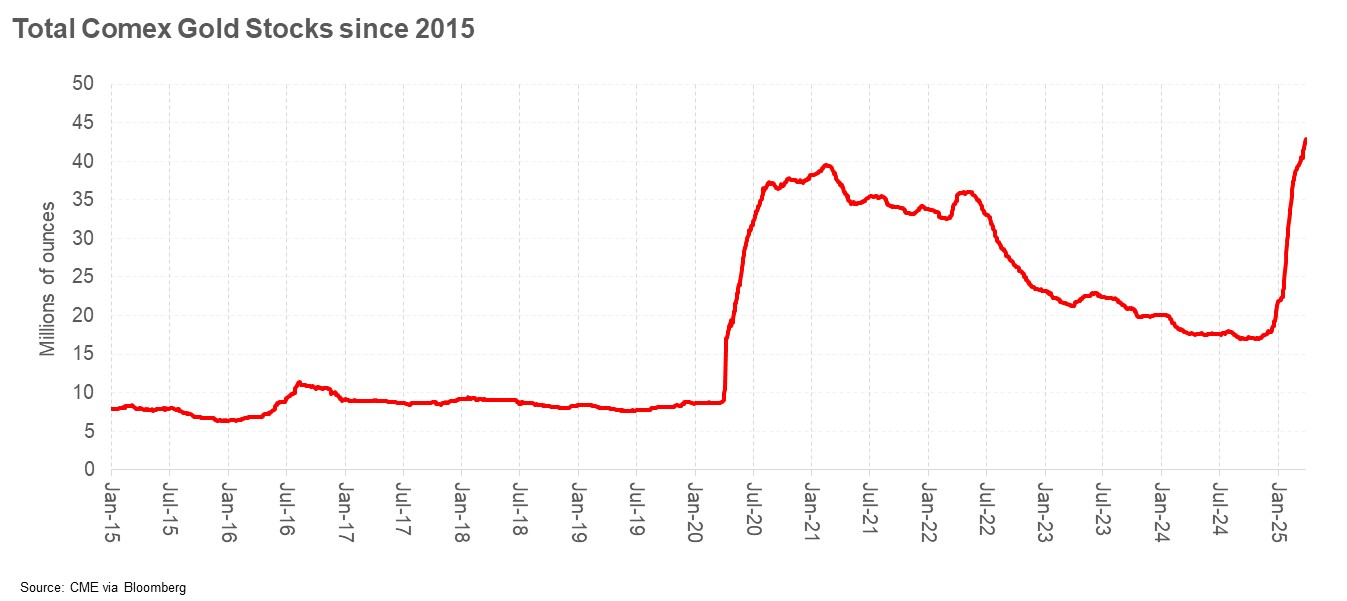 Total Comex Gold Stocks since 2015
Millions of ounces
50
45
40
35
30
25
20
15
10
5
0
Jan-15
Jul-15
Jan-16
Jul-16
Jan-17
Jul-17
Jan-18
Jul-18
Jan-19
Jul-19
Jan-20
Jul-20
Jan-21
Jul-21
Jan-22
Jul-22
Jan-23
Jul-23
Jan-24
Jul-24
Jan-25
Source: CME via Bloomberg